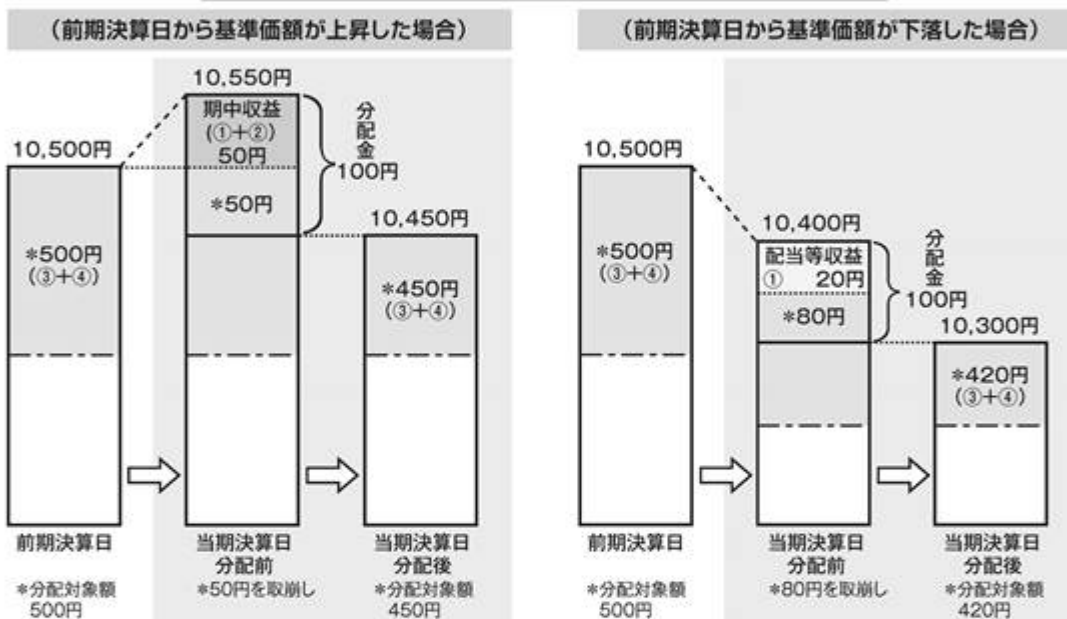 (前期決算日から基準価額が上昇した場合)
10,550円
期中収益
(①+②)
50円
*50円
分配金
100円
10,500円
*500円
(③+④)
10,450円
*450円
(③+④)
前期決算日
*分配対象額
500円
当期決算日
分配前
*50円を取崩し
当期決算日
分配後
*分配対象額
450円
(前期決算日から基準価額が下落した場合)
10,500円
*500円
(③+④)
10,400円
配当等収益
① 20円
*80円
分配金
100円
10,300円
*420円
(③+④)
前期決算日
*分配対象額
500円
当期決算日
分配前
*80円を取崩し
当期決算日
分配後
*分配対象額
420円